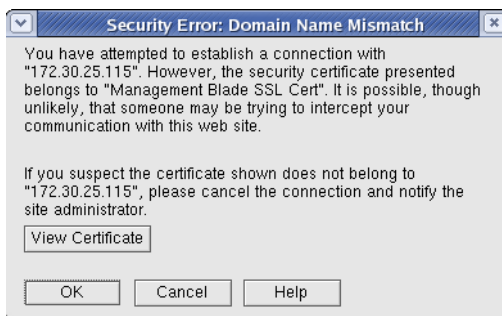 Security Error: Domain Name Mismatch
You have attempted to establish a connection with
"172.30.25.115". However, the security certificate presented
belongs to "Management Blade SSL Cert". It is possible, though
unlikely, that someone may be trying to intercept your
communication with this web site.
If you suspect the certificate shown does not belong to
"172.30.25.115", please cancel the connection and notify the
site administrator.
View Certificate
OK Cancel Help